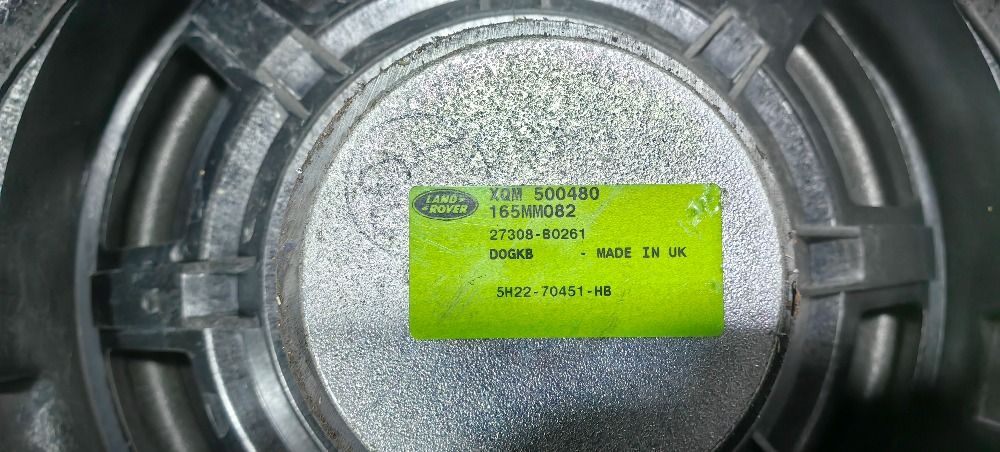 LAND
ROVER
XQM 500480
165MM082
27308-B0261
DOGKB - MADE IN UK
5H22-70451-HB